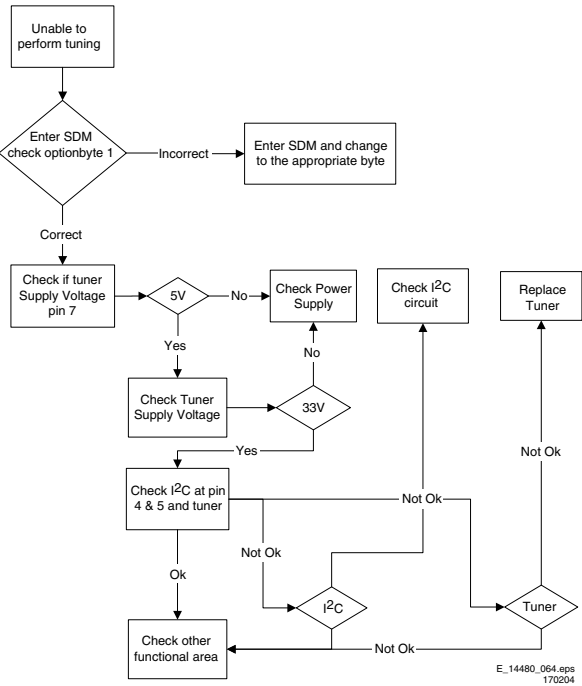 Unable to
perform tuning
Enter SDM
check optionbyte 1
Incorrect
Enter SDM and change
to the appropriate byte
Correct
Check if tuner
Supply Voltage
pin 7
5V
No
Check Power
Supply
Check I2C
circuit
Replace
Tuner
Yes
No
Check Tuner
Supply Voltage
33V
Yes
Not Ok
Check I2C at pin
4 & 5 and tuner
Not Ok
Not Ok
Ok
I2C
Tuner
Check other
functional area
Not Ok
E_14480_064.eps
170204